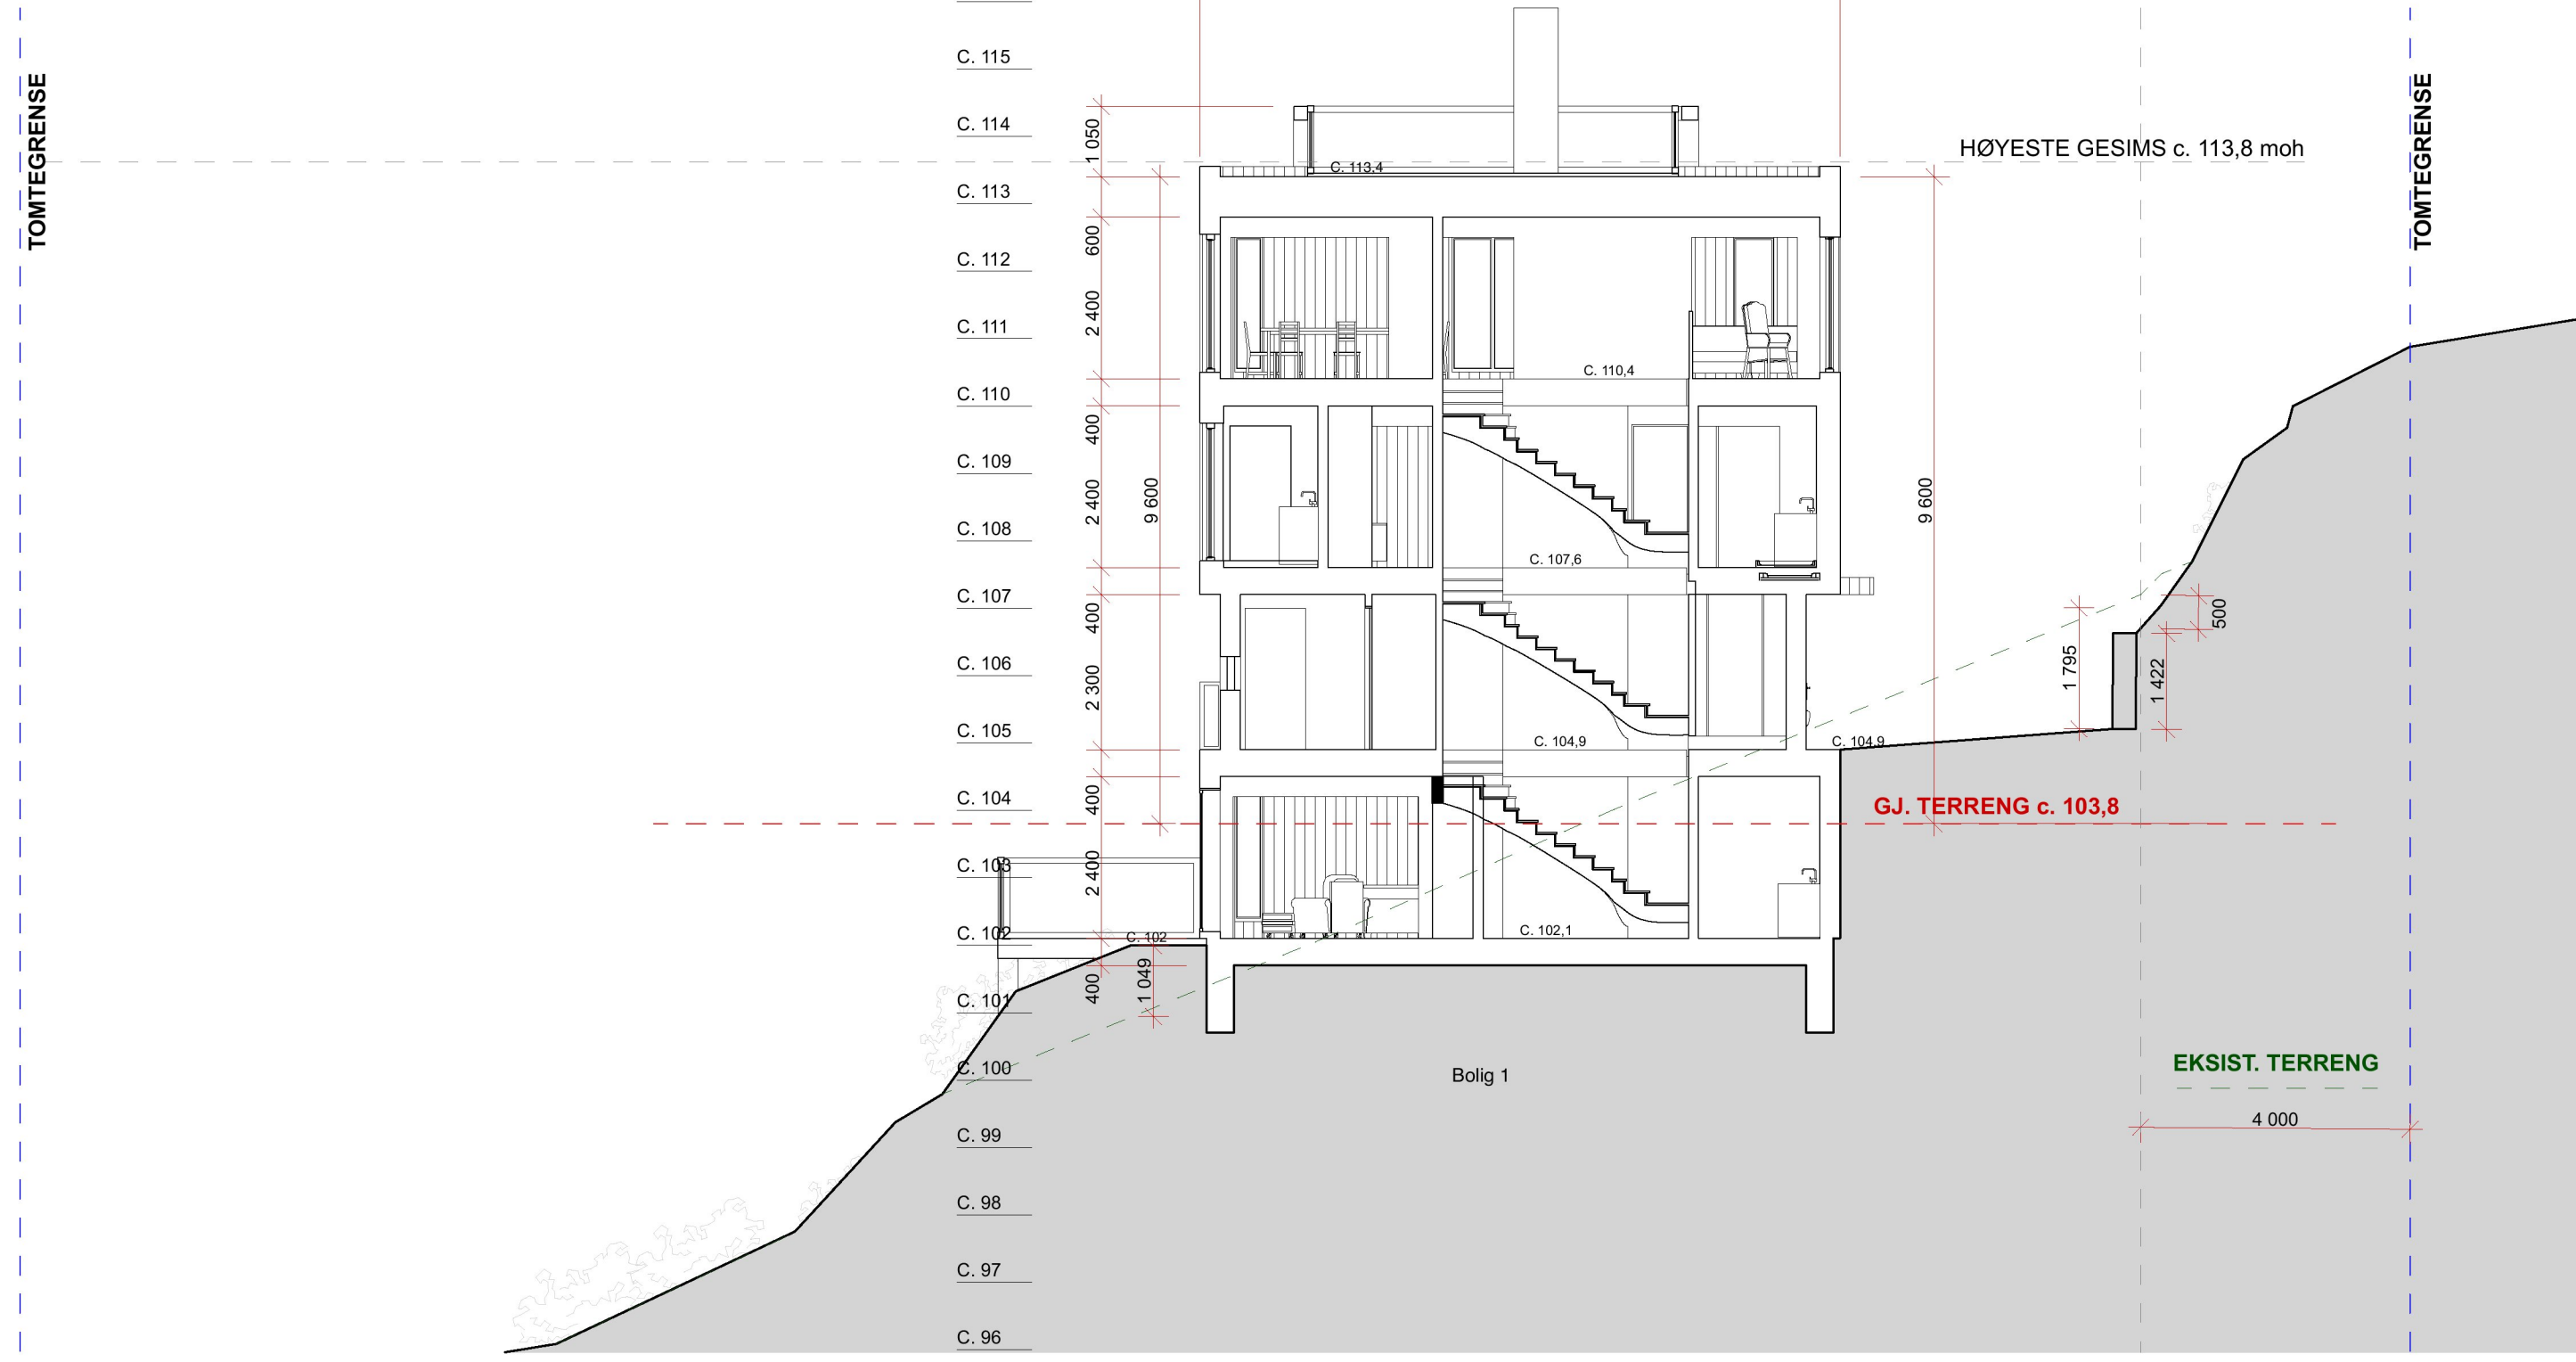 C. 115
C. 114
C. 113
C. 112
C. 111
C. 110
C. 109
C. 108
C. 107
C. 106
C. 105
C. 104
C. 103
C. 102
C. 101
C. 100
C. 99
C. 98
C. 97
C. 96
TOMTEGRENSE
1 050
600
2 400
400
2 400
400
2 300
400
2 400
400
9 600
1 049
C. 102
C. 113,4
C. 110,4
C. 107,6
C. 104,9
C. 102,1
Bolig 1
C. 104,9
9 600
HØYESTE GESIMS c. 113,8 moh
TOMTEGRENSE
500
1 795
1 422
GJ. TERRENG c. 103,8
EKSIST. TERRENG
4 000